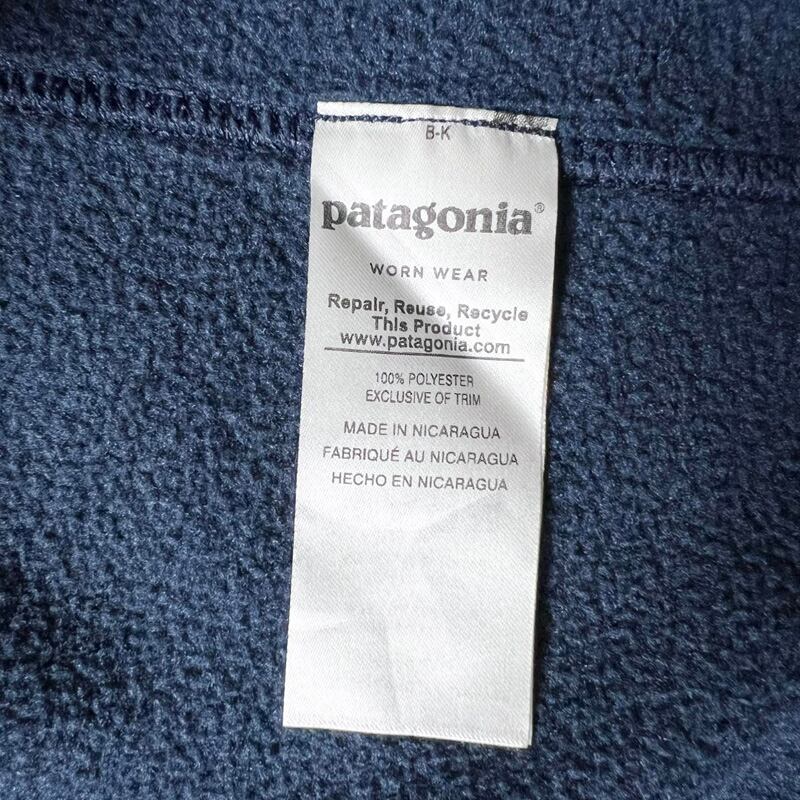 B-K
patagonia®
WORN WEAR
Repair, Reuse, Recycle
This Product
www.patagonia.com
100% POLYESTER
EXCLUSIVE OF TRIM
MADE IN NICARAGUA
FABRIQUÉ AU NICARAGUA
HECHO EN NICARAGUA